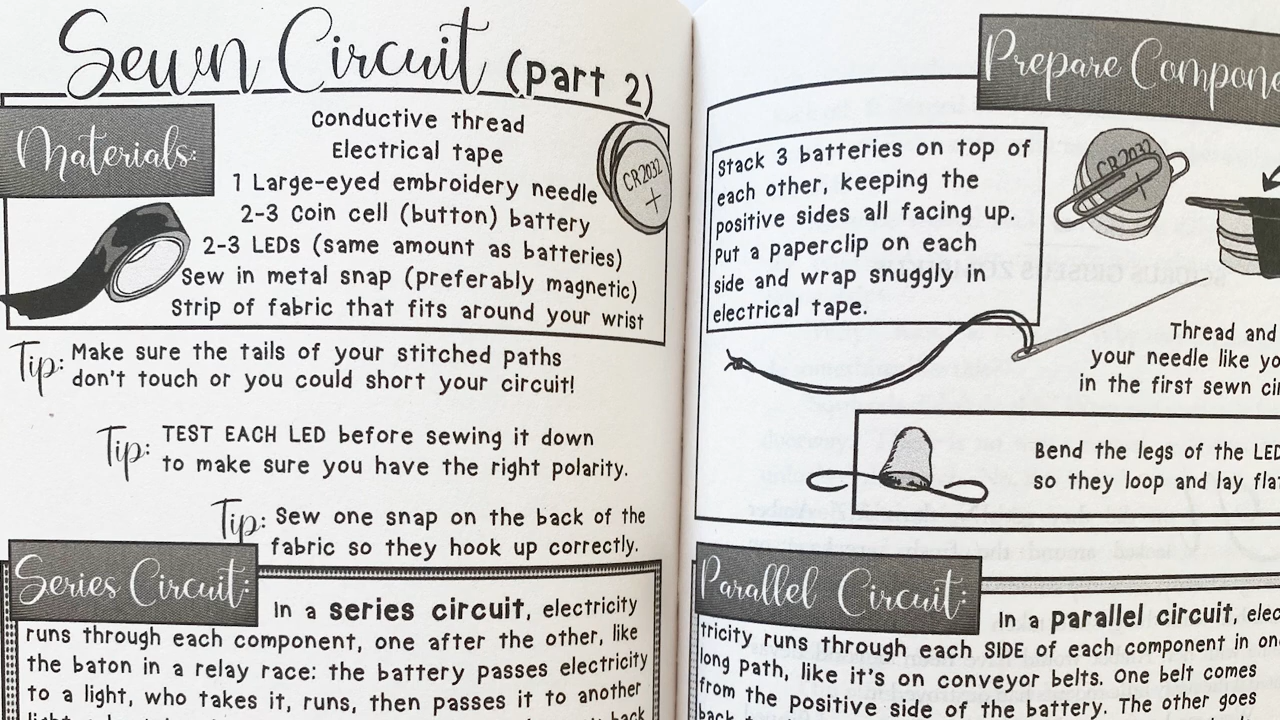 Sewn Circuit (part 2)
Materials:
Conductive thread
Electrical tape
1 Large-eyed embroidery needle
2-3 Coin cell (button) battery
2-3 LEDs (same amount as batteries)
Sew in metal snap (preferably magnetic)
Strip of fabric that fits around your wrist
CR2032
+
Tip: Make sure the tails of your stitched paths
don't touch or you could short your circuit!
Tip: TEST EACH LED before sewing it down
to make sure you have the right polarity.
Tip: Sew one snap on the back of the
fabric so they hook up correctly.
Series Circuit:
In a series circuit, electricity
runs through each component, one after the other, like
the baton in a relay race: the battery passes electricity
to a light, who takes it, runs, then passes it to another
Prepare Compone
Stack 3 batteries on top of
each other, keeping the
positive sides all facing up.
Put a paperclip on each
side and wrap snuggly in
electrical tape.
CR2032
+
Thread and
your needle like yo
in the first sewn cir
Bend the legs of the LED
so they loop and lay flat
Parallel Circuit:
In a parallel circuit, elec
tricity runs through each SIDE of each component in one
long path, like it's on conveyor belts. One belt comes
from the positive side of the battery. The other goes